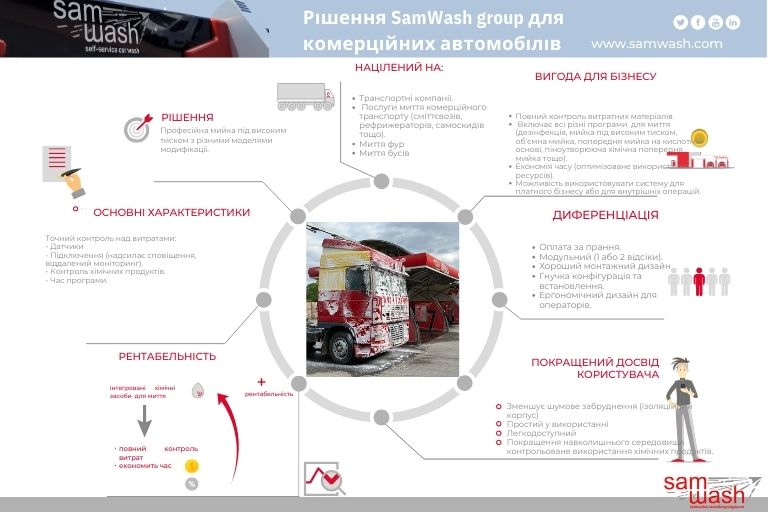 sam
wash
self-service car wash
Рішення SamWash group для
комерційних автомобілів
www.samwash.com
НАЦІЛЕНИЙ НА:
Транспортні компанії.
Послуги миття комерційного
транспорту (сміттєвозів,
рефрижераторів, самоскидів
тощо).
Миття фур
Миття бусів
ВИГОДА ДЛЯ БІЗНЕСУ
Повний контроль витратних матеріалів.
Включає всі різні програми для миття
(дезінфекція, мийка під високим тиском,
об'ємна мийка, попередня мийка на кислотн
основі, піноутворююча хімічна попередня
мийка тощо).
Економія часу (оптимізоване використ
ресурсів).
Можливість використовувати систему для
платного бізнесу або для внутрішніх операцій.
РІШЕННЯ
Професійна мийка під високим
тиском з різними моделями
модифікації.
ОСНОВНІ ХАРАКТЕРИСТИКИ
Точний контроль над витратами:
- Датчики
- Підключення (надсилає сповіщення,
віддалений моніторинг).
- Контроль хімічних продуктів
- Час програми.
ДИФЕРЕНЦІАЦІЯ
Оплата за прання.
Модульний (1 або 2 відсіки).
Хороший монтажний дизайн
Гнучка конфігурація та
встановлення.
Ергономічний дизайн для
операторів.
РЕНТАБЕЛЬНІСТЬ
інтегровані хімічні
засоби для миття
+
рентабельність
- повний контроль
витрат
- економить час
%
ПОКРАЩЕНИЙ ДОСВІД
КОРИСТУВАЧА
Зменшує шумове забруднення (ізоляцій
корпус)
Простий у використанні
Легкодоступний
Покращення навколишнього середовища
контрольоване використання хімічних продуктів.
sam
wash